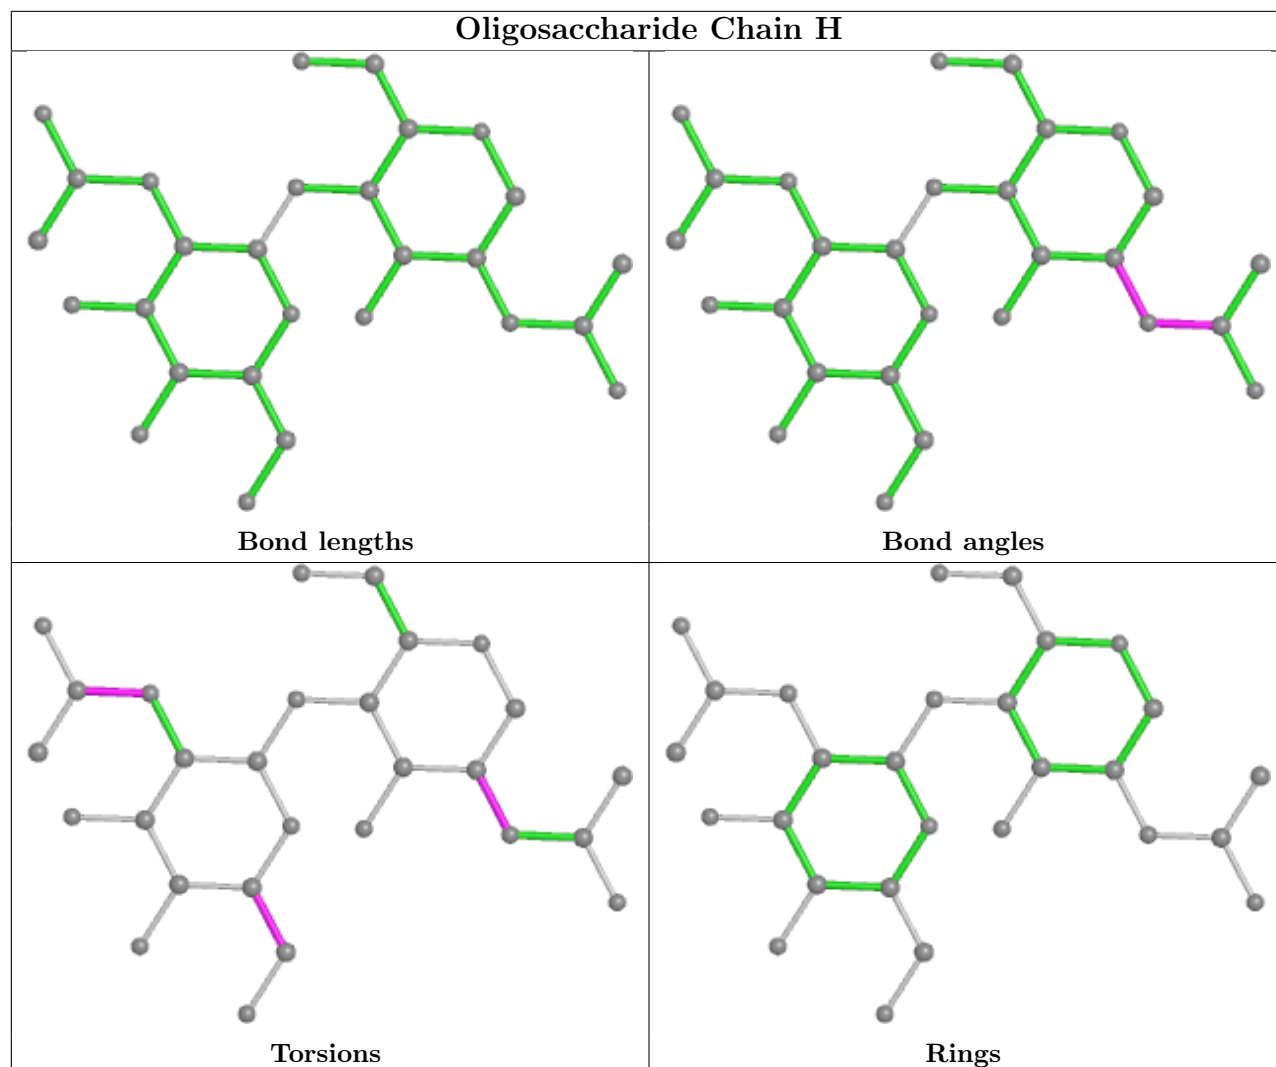 Oligosaccharide Chain H
Bond lengths
Bond angles
Torsions
Rings